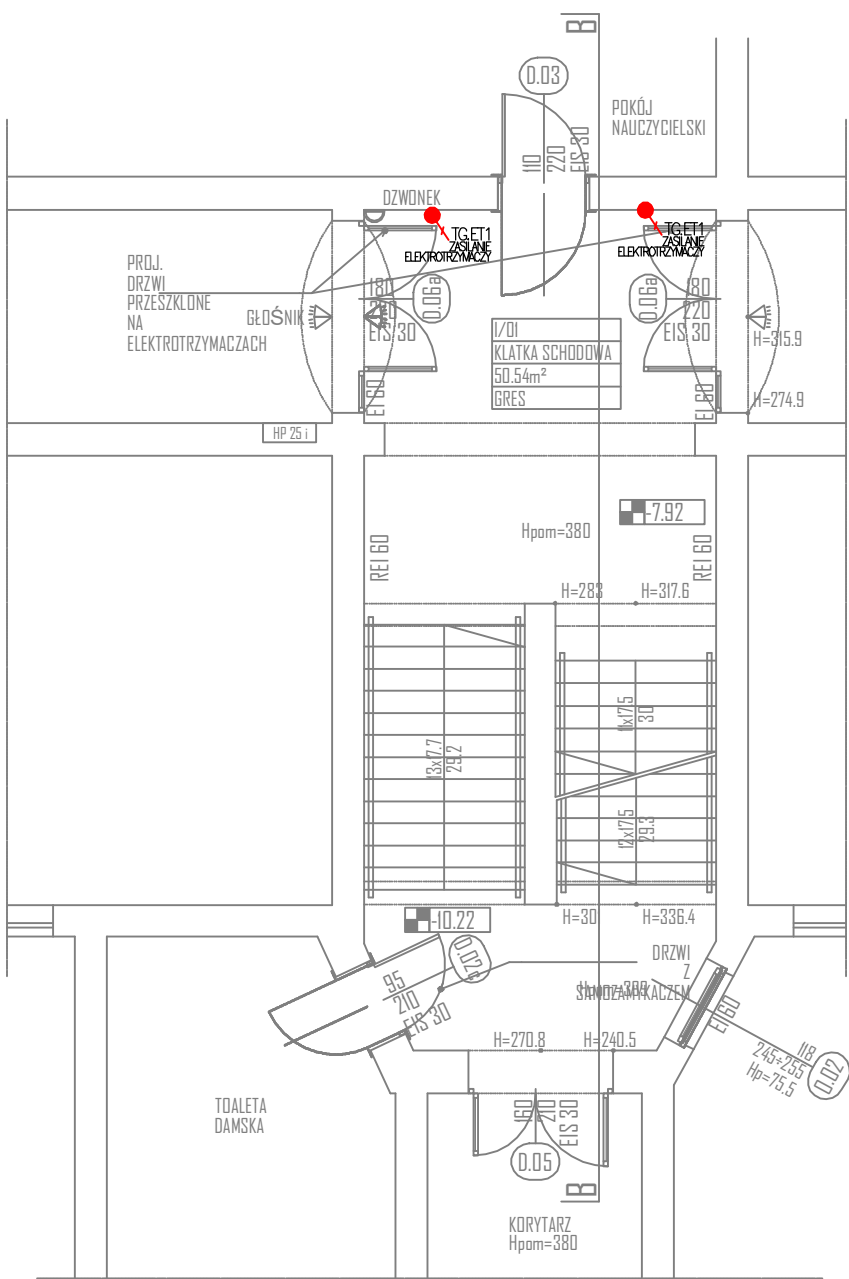 B
D.03
POKÓJ
NAUCZYCIELSKI
110
220
EIS 30
DZWONEK
TG.ET1
ZASILANIE
ELEKTROTRZYMACZY
TG.ET1
ZASILANIE
ELEKTROTRZYMACZY
PROJ.
DRZWI
PRZESZKLONE
NA
ELEKTROTRZYMACZACH
GŁOŚNIK
180
220
EIS 30
D.06a
D.06a
180
220
EIS 30
H=315.9
1/01
KLATKA SCHODOWA
50.54m²
GRES
EI 60
EI 60
H=274.9
HP 25 i
-7.92
Hpom=380
REI 60
REI 60
H=283
H=317.6
11x17.5
30
13x17.7
29.2
12x17.5
29.3
-10.22
H=30
H=336.4
D.02c
95
210
EIS 30
DRZWI
Z
SAMOZAMYKACZEM
EI 60
H=270.8
H=240.5
118
245÷255
Hp=75.5
D.02
TOALETA
DAMSKA
160
210
EIS 30
D.05
B
KORYTARZ
Hpom=380